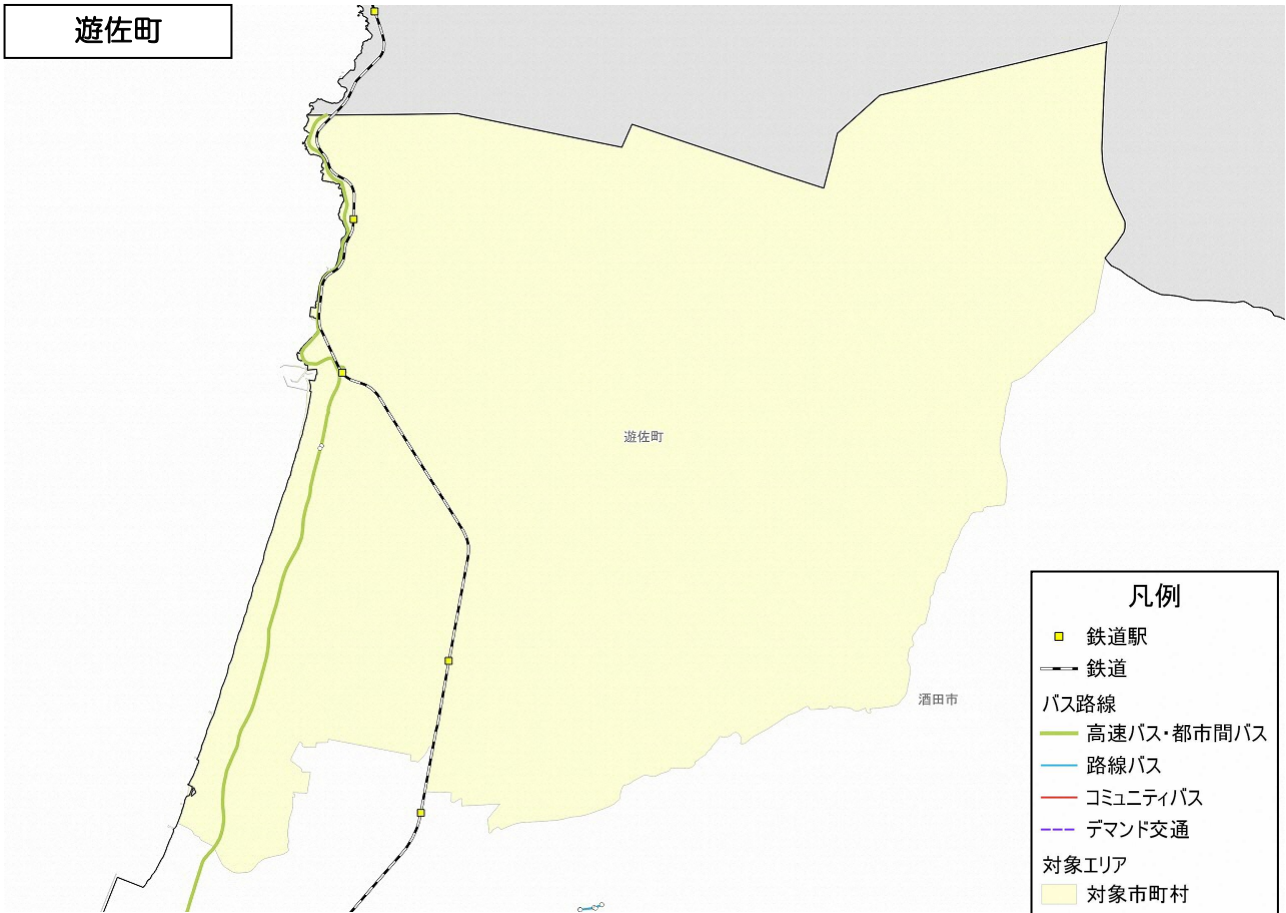 遊佐町
遊佐町
酒田市
凡例
鉄道駅
鉄道
バス路線
高速バス・都市間バス
路線バス
コミュニティバス
デマンド交通
対象エリア
対象市町村